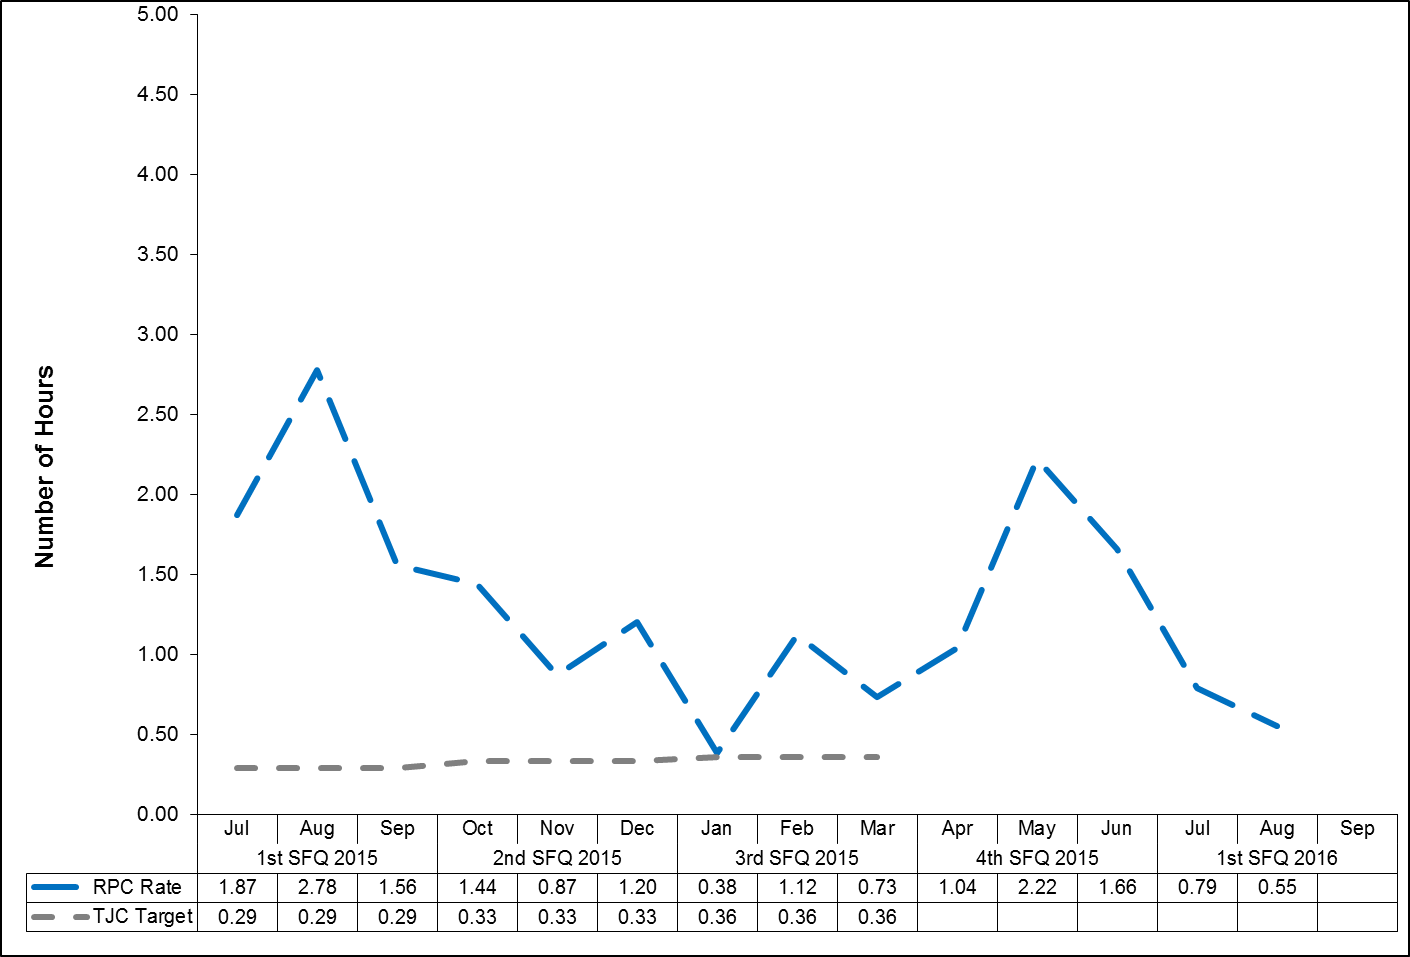 5.00
4.50
4.00
3.50
3.00
2.50
2.00
1.50
1.00
0.50
0.00
Number of Hours
Jul Aug Sep Oct Nov Dec Jan Feb Mar Apr May Jun Jul Aug Sep
1st SFQ 2015 2nd SFQ 2015 3rd SFQ 2015 4th SFQ 2015 1st SFQ 2016
RPC Rate 1.87 2.78 1.56 1.44 0.87 1.20 0.38 1.12 0.73 1.04 2.22 1.66 0.79 0.55
TJC Target 0.29 0.29 0.29 0.33 0.33 0.33 0.36 0.36 0.36